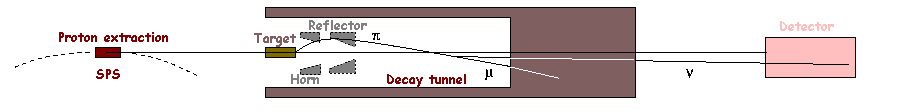 Proton extraction
SPS
Target
Reflector
Horn
π
μ
Decay tunnel
ν
Detector